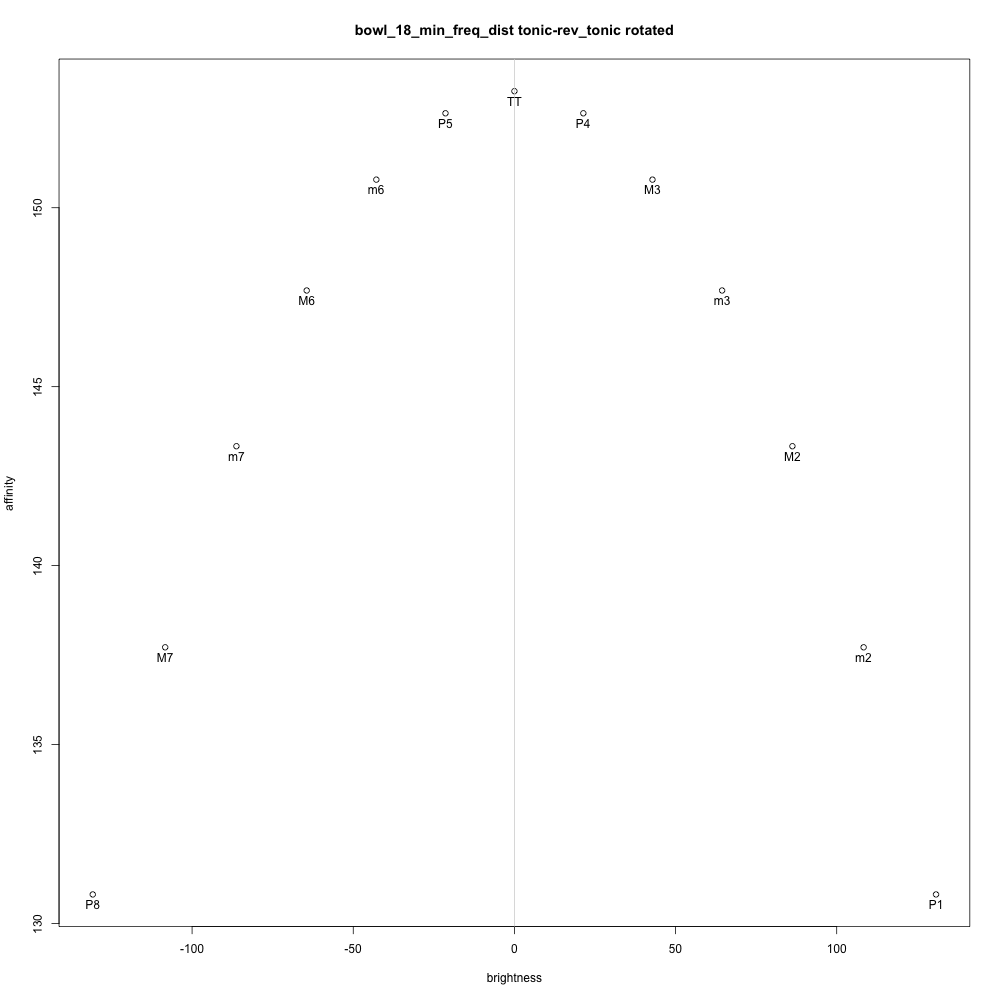 bowl_18_min_freq_dist tonic-rev_tonic rotated
TT
P5
P4
m6
M3
M6
m3
m7
M2
M7
m2
P8
P1
150
145
140
135
130
affinity
-100
-50
0
50
100
brightness